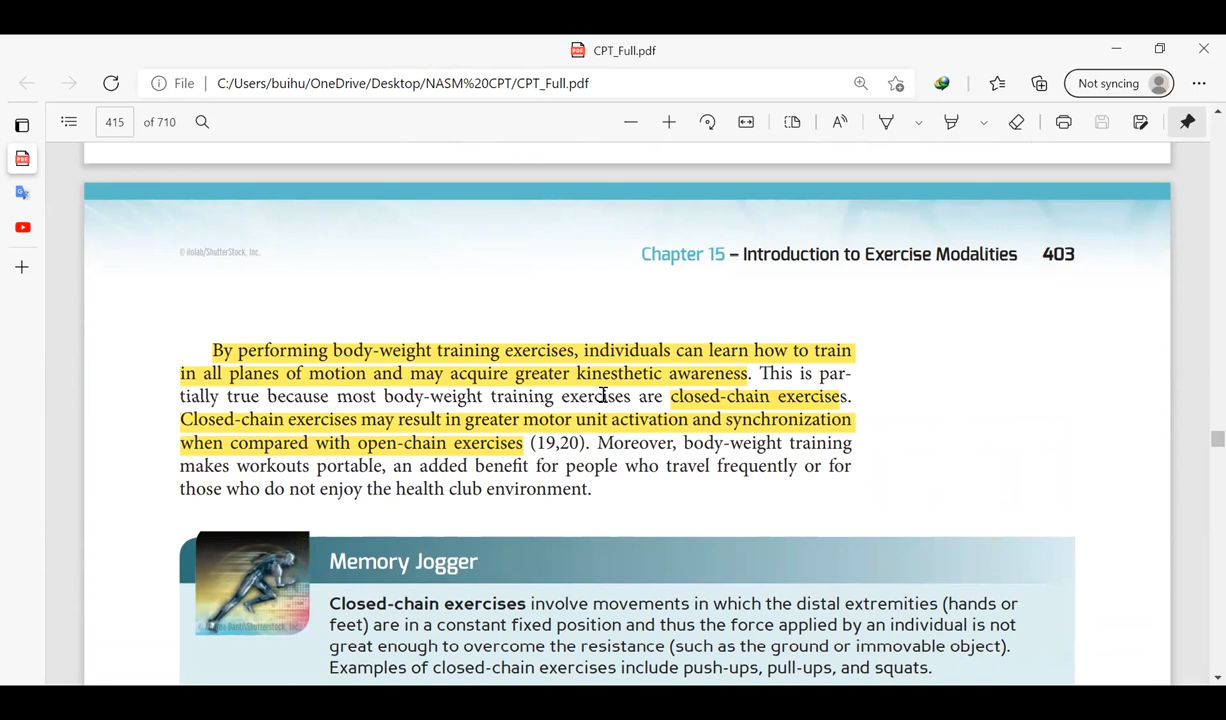 CPT_Full.pdf
File C:/Users/buihu/OneDrive/Desktop/NASM%20CPT/CPT_Full.pdf
Not syncing
415 of 710
© ilolab/ShutterStock, Inc.
Chapter 15 – Introduction to Exercise Modalities 403
By performing body-weight training exercises, individuals can learn how to train
in all planes of motion and may acquire greater kinesthetic awareness. This is par-
tially true because most body-weight training exercises are closed-chain exercises.
Closed-chain exercises may result in greater motor unit activation and synchronization
when compared with open-chain exercises (19,20). Moreover, body-weight training
makes workouts portable, an added benefit for people who travel frequently or for
those who do not enjoy the health club environment.
Memory Jogger
Closed-chain exercises involve movements in which the distal extremities (hands or
feet) are in a constant fixed position and thus the force applied by an individual is not
great enough to overcome the resistance (such as the ground or immovable object).
Examples of closed-chain exercises include push-ups, pull-ups, and squats.